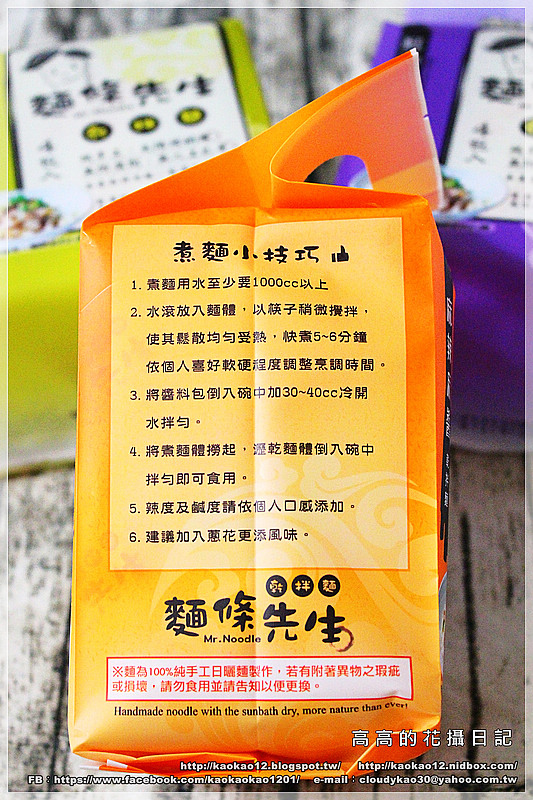 麵條先生
Mr.Noodle
乾拌麵
麵條先生
煮麵小技巧
1. 煮麵用水至少要1000cc以上
2. 水滾放入麵體，以筷子稍微攪拌，
使其鬆散均勻受熱，快煮5~6分鐘
依個人喜好軟硬程度調整烹調時間。
3. 將醬料包倒入碗中加30~40cc冷開
水拌勻。
4. 將煮麵體撈起，瀝乾麵體倒入碗中
拌勻即可食用。
5. 辣度及鹹度請依個人口感添加。
6. 建議加入蔥花更添風味。
乾拌麵
麵條先生
Mr.Noodle
※麵為100%純手工日曬麵製作，若有附著異物之瑕疵
或損壞，請勿食用並請告知以便更換。
Handmade noodle with the sunbath dry, more nature than ever!
高高的花攝日記
http://kaokao12.blogspot.tw/ http://kaokao12.nidbox.com/
FB：https://www.facebook.com/kaokaokao1201/ e-mail：cloudykao30@yahoo.com.tw